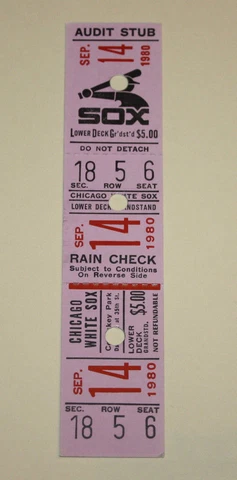 AUDIT STUB
SEP. 14 1980
SOX
LOWER DECK Gr'dst'd $5.00
DO NOT DETACH
18 5 6
SEC. ROW SEAT
CHICAGO WHITE SOX
LOWER DECK GRANDSTAND
SEP. 14 1980
RAIN CHECK
Subject to Conditions
On Reverse Side
CHICAGO
WHITE SOX
Park
at 35th St.
LOWER
DECK
GRANDSTD.
$5.00
NOT REFUNDABLE
SEP. 14 1980
SEC. ROW SEAT
18 5 6